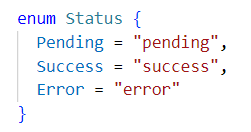 enum Status {
  Pending = "pending",
  Success = "success",
  Error = "error"
}